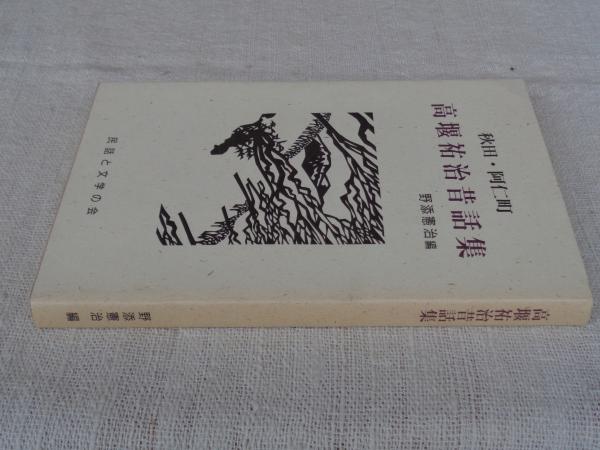 秋田・阿仁町
高堰祐治昔話集
野添憲治編
民話と文学の会
高堰祐治昔話集
野添憲治編